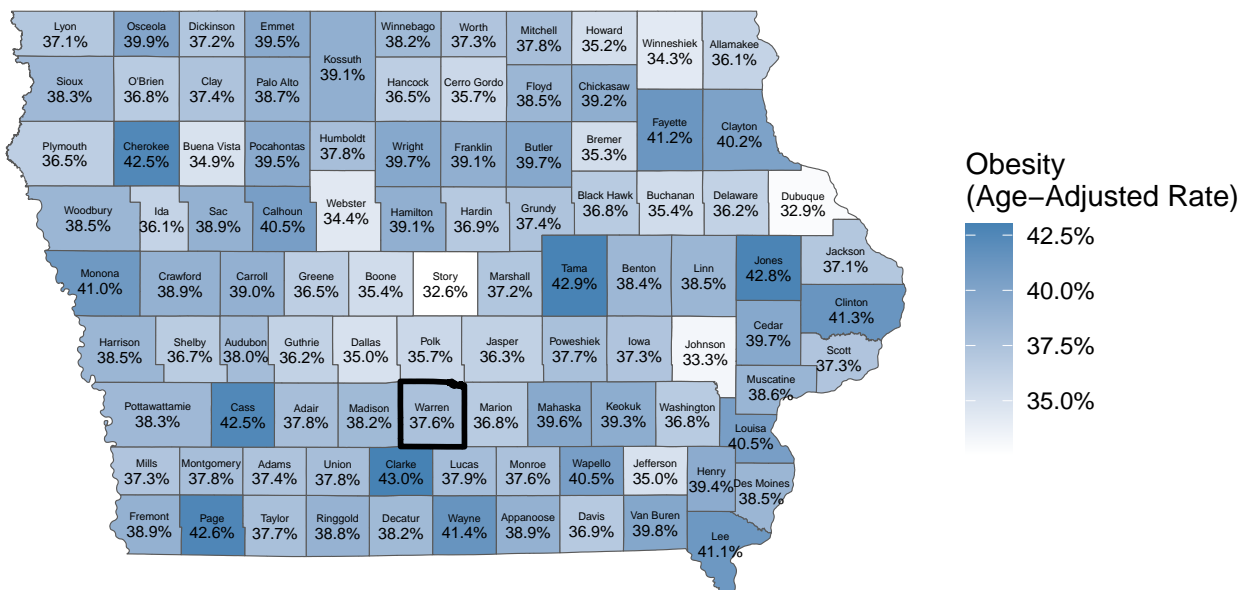 Lyon
37.1%
Osceola
39.9%
Dickinson
37.2%
Emmet
39.5%
Winnebago
38.2%
Worth
37.3%
Mitchell
37.8%
Howard
35.2%
Winneshiek
34.3%
Allamakee
36.1%
Kossuth
39.1%
Sioux
38.3%
O'Brien
36.8%
Clay
37.4%
Palo Alto
38.7%
Hancock
36.5%
Cerro Gordo
35.7%
Floyd
38.5%
Chickasaw
39.2%
Fayette
41.2%
Clayton
40.2%
Plymouth
36.5%
Cherokee
42.5%
Buena Vista
34.9%
Pocahontas
39.5%
Humboldt
37.8%
Wright
39.7%
Franklin
39.1%
Butler
39.7%
Bremer
35.3%
Woodbury
38.5%
Ida
36.1%
Sac
38.9%
Calhoun
40.5%
Webster
34.4%
Hamilton
39.1%
Hardin
36.9%
Grundy
37.4%
Black Hawk
36.8%
Buchanan
35.4%
Delaware
36.2%
Dubuque
32.9%
Monona
41.0%
Crawford
38.9%
Carroll
39.0%
Greene
36.5%
Boone
35.4%
Story
32.6%
Marshall
37.2%
Tama
42.9%
Benton
38.4%
Linn
38.5%
Jones
42.8%
Jackson
37.1%
Clinton
41.3%
Harrison
38.5%
Shelby
36.7%
Audubon
38.0%
Guthrie
36.2%
Dallas
35.0%
Polk
35.7%
Jasper
36.3%
Poweshiek
37.7%
Iowa
37.3%
Johnson
33.3%
Cedar
39.7%
Scott
37.3%
Muscatine
38.6%
Pottawattamie
38.3%
Cass
42.5%
Adair
37.8%
Madison
38.2%
Warren
37.6%
Marion
36.8%
Mahaska
39.6%
Keokuk
39.3%
Washington
36.8%
Louisa
40.5%
Mills
37.3%
Montgomery
37.8%
Adams
37.4%
Union
37.8%
Clarke
43.0%
Lucas
37.9%
Monroe
37.6%
Wapello
40.5%
Jefferson
35.0%
Henry
39.4%
Des Moines
38.5%
Fremont
38.9%
Page
42.6%
Taylor
37.7%
Ringgold
38.8%
Decatur
38.2%
Wayne
41.4%
Appanoose
38.9%
Davis
36.9%
Van Buren
39.8%
Lee
41.1%
Obesity
(Age−Adjusted Rate)
42.5%
40.0%
37.5%
35.0%